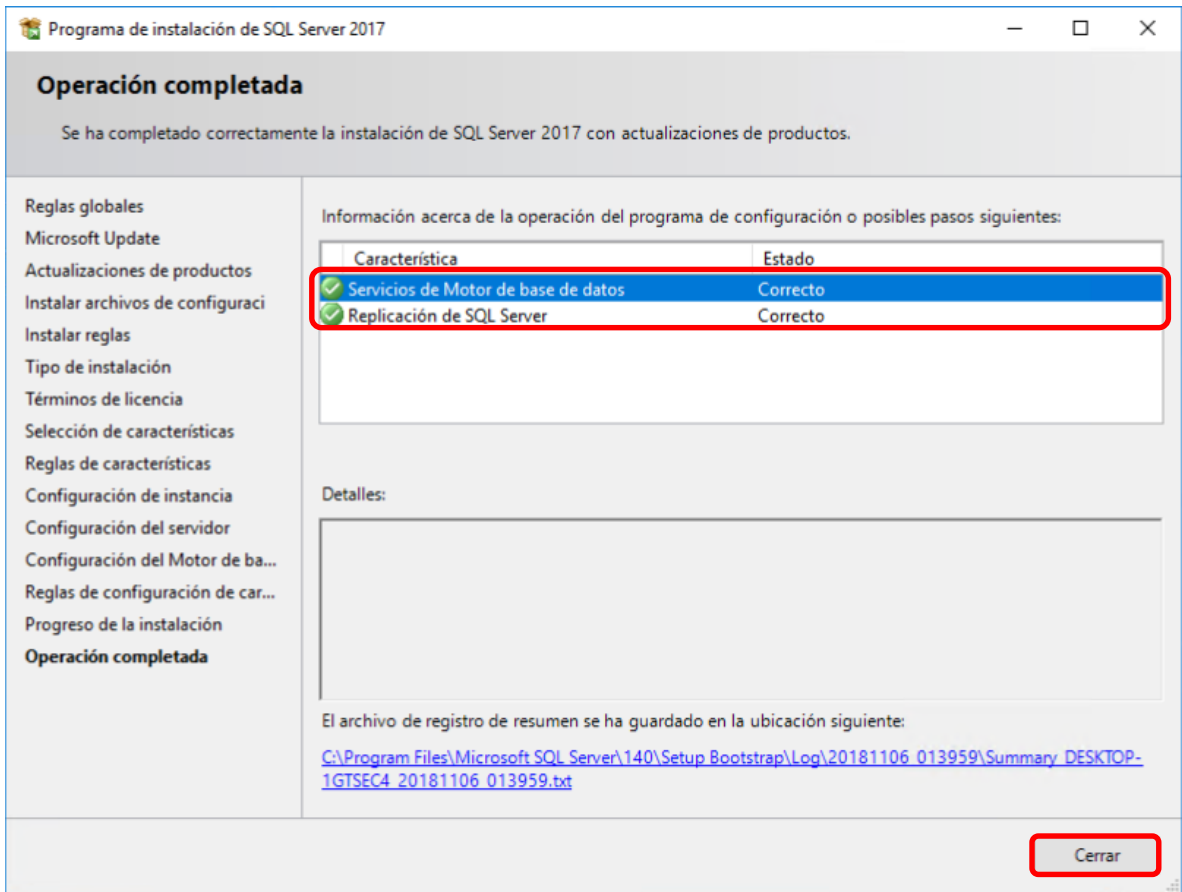 Programa de instalación de SQL Server 2017
Operación completada
Se ha completado correctamente la instalación de SQL Server 2017 con actualizaciones de productos.
Reglas globales
Microsoft Update
Actualizaciones de productos
Instalar archivos de configuraci
Instalar reglas
Tipo de instalación
Términos de licencia
Selección de características
Reglas de características
Configuración de instancia
Configuración del servidor
Configuración del Motor de ba...
Reglas de configuración de car...
Progreso de la instalación
Operación completada
Información acerca de la operación del programa de configuración o posibles pasos siguientes:
Característica Estado
Servicios de Motor de base de datos Correcto
Replicación de SQL Server Correcto
Detalles:
El archivo de registro de resumen se ha guardado en la ubicación siguiente:
C:\Program Files\Microsoft SQL Server\140\Setup Bootstrap\Log\20181106_013959\Summary_DESKTOP-
1GTSEC4_20181106_013959.txt
Cerrar